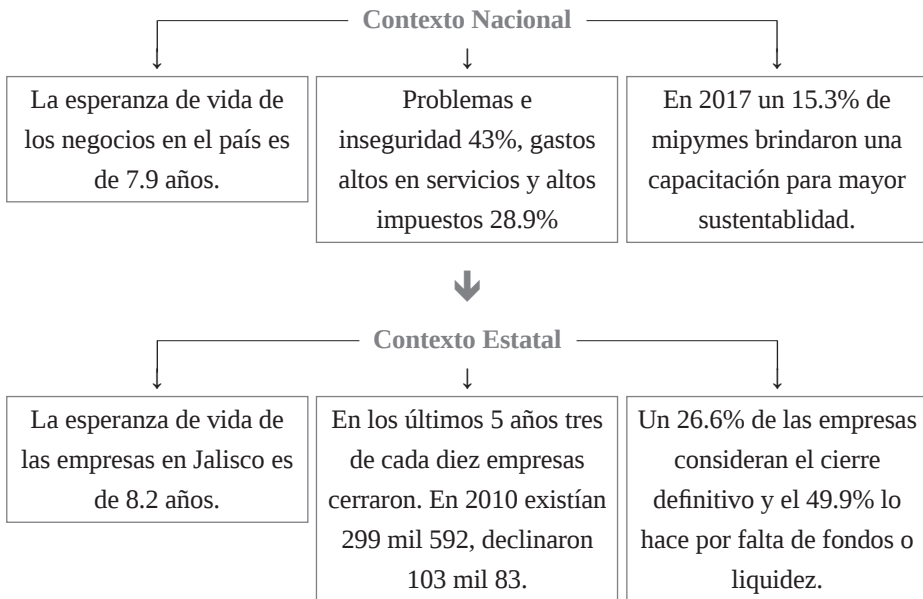 Contexto Nacional
La esperanza de vida de
los negocios en el país es
de 7.9 años.
Problemas e
inseguridad 43%, gastos
altos en servicios y altos
impuestos 28.9%
En 2017 un 15.3% de
mipymes brindaron una
capacitación para mayor
sustentablidad.
Contexto Estatal
La esperanza de vida de
las empresas en Jalisco es
de 8.2 años.
En los últimos 5 años tres
de cada diez empresas
cerraron. En 2010 existían
299 mil 592, declinaron
103 mil 83.
Un 26.6% de las empresas
consideran el cierre
definitivo y el 49.9% lo
hace por falta de fondos o
liquidez.